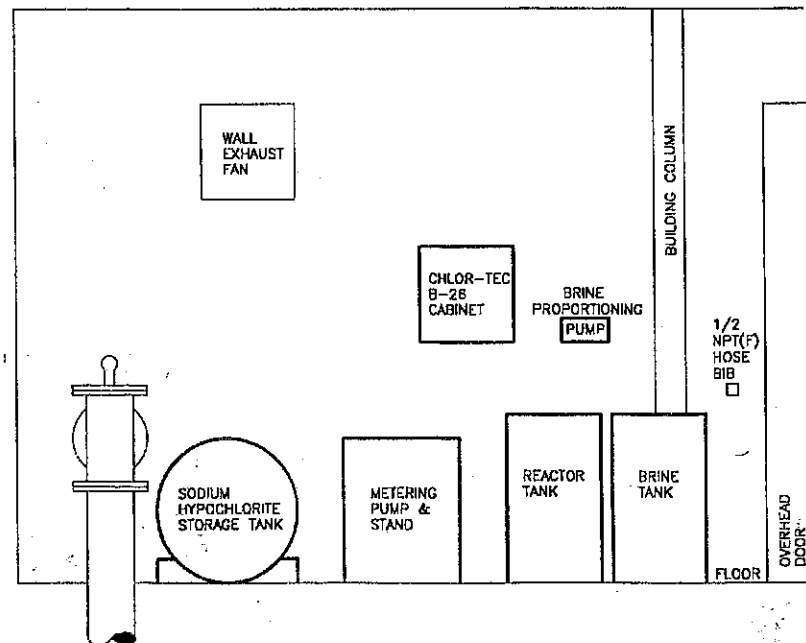 WALL
EXHAUST
FAN
BUILDING COLUMN
CHLOR-TEC
B-26
CABINET
BRINE
PROPORTIONING
PUMP
1/2
NPT(F)
HOSE
BIB
SODIUM
HYPOCHLORITE
STORAGE TANK
METERING
PUMP &
STAND
REACTOR
TANK
BRINE
TANK
FLOOR
OVERHEAD
DOOR